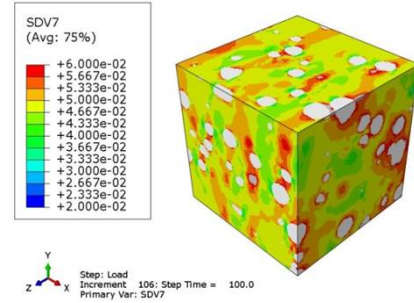 SDV7
(Avg: 75%)
+6.000e-02
+5.667e-02
+5.333e-02
+5.000e-02
+4.667e-02
+4.333e-02
+4.000e-02
+3.667e-02
+3.333e-02
+3.000e-02
+2.667e-02
+2.333e-02
+2.000e-02
Y
Z X
Step: Load
Increment 106: Step Time = 100.0
Primary Var: SDV7